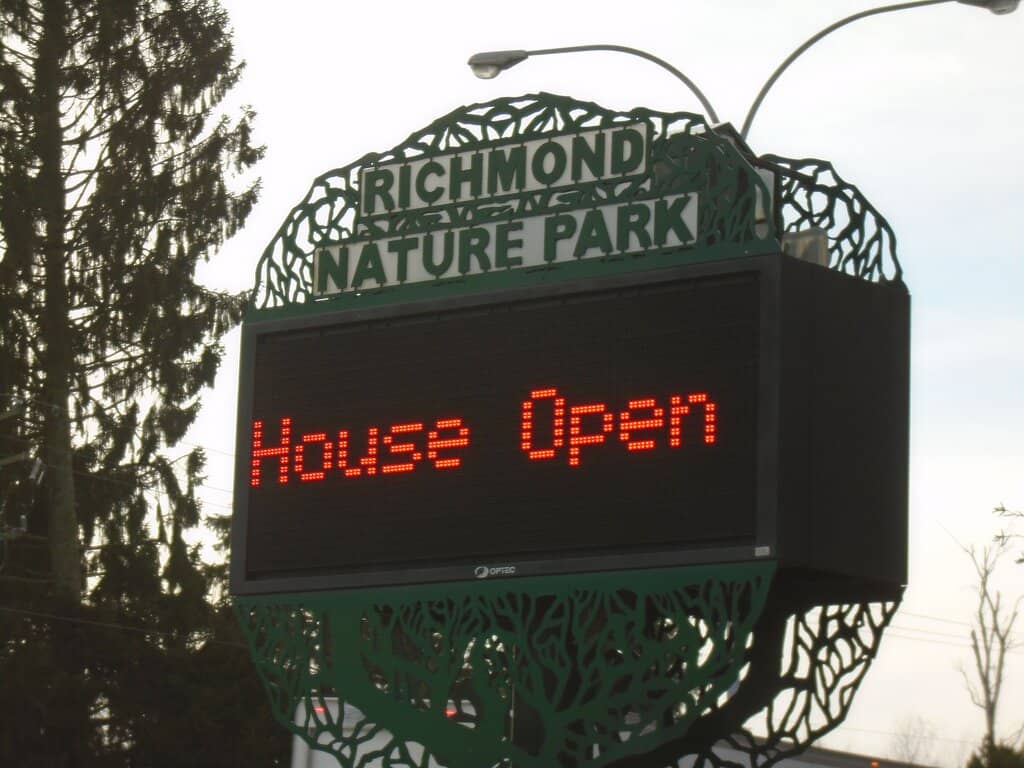 RICHMOND
NATURE PARK
House Open
OPTEC